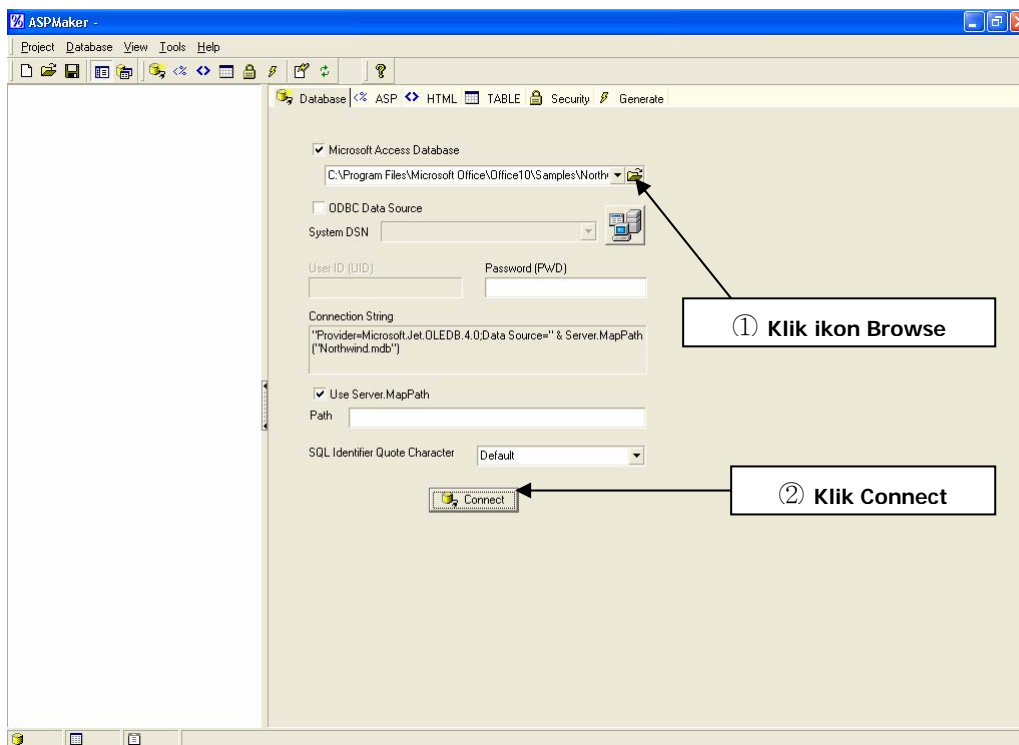 ASPMaker -
Project Database View Tools Help
Database ASP HTML TABLE Security Generate
Microsoft Access Database
C:\Program Files\Microsoft Office\Office10\Samples\North
ODBC Data Source
System DSN
User ID (UID) Password (PWD)
Connection String
"Provider=Microsoft.Jet.OLEDB.4.0;Data Source=" & Server.MapPath
("Northwind.mdb")
① Klik ikon Browse
Use Server.MapPath
Path
SQL Identifier Quote Character Default
Connect
② Klik Connect